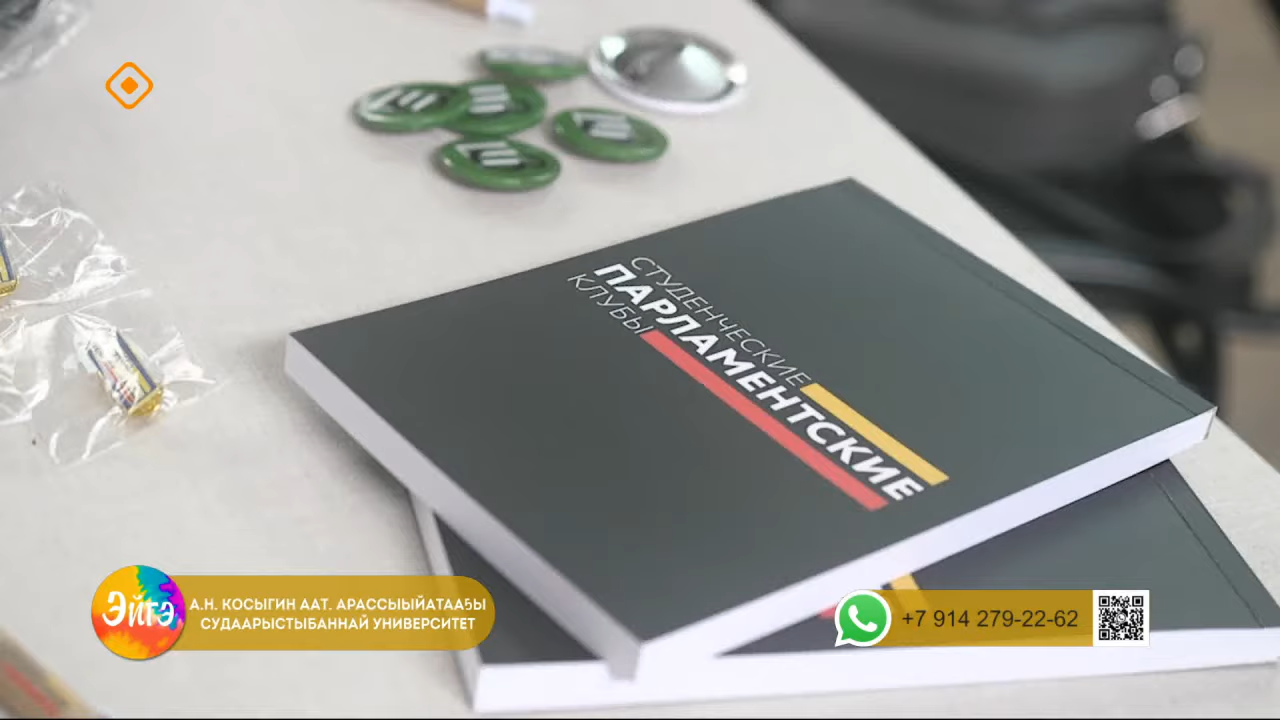 СТУДЕНЧЕСКИЕ
ПАРЛАМЕНТСКИЕ
КЛУБЫ
Эйгэ
А.Н. КОСЫГИН ААТ. АРАССЫЫЙАТААҔЫ
СУДААРЫСТЫБАННАЙ УНИВЕРСИТЕТ
+7 914 279-22-62